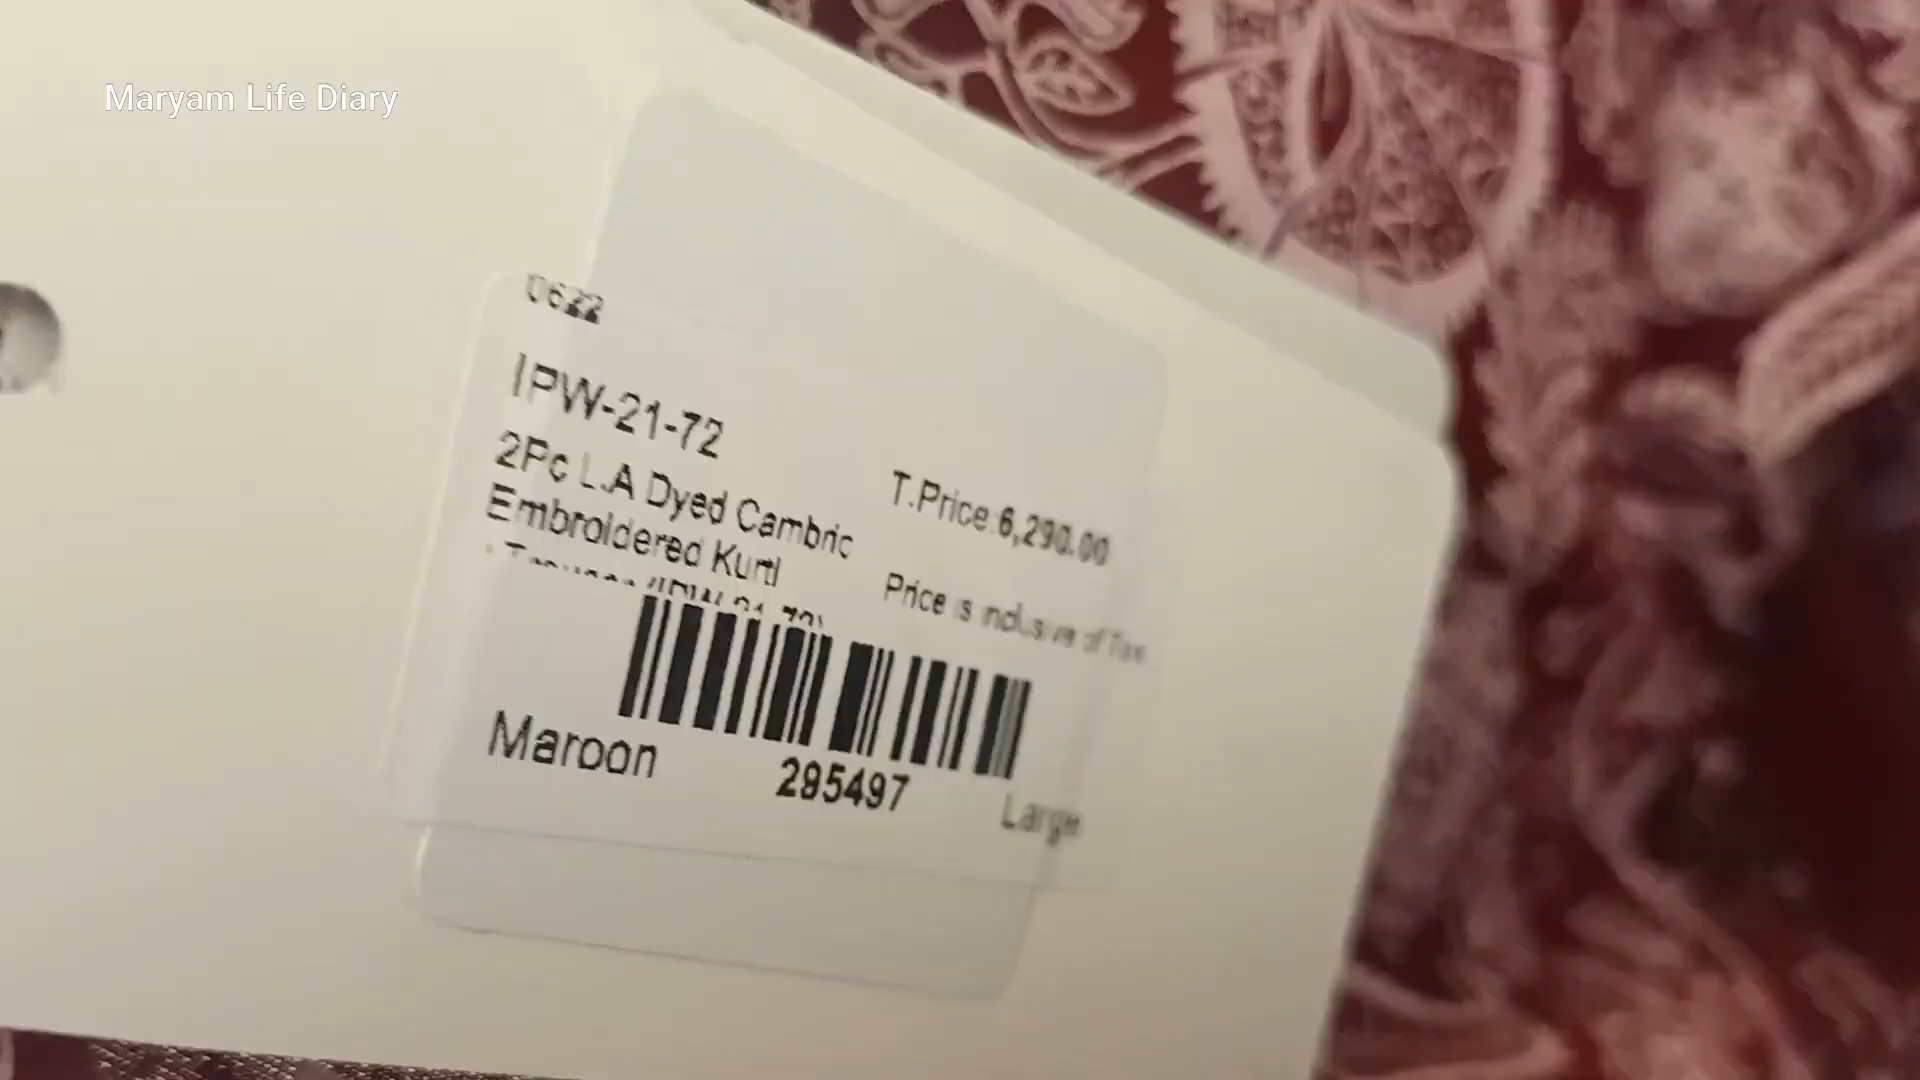 Maryam Life Diary
0622
IPW-21-72
2Pc L.A Dyed Cambric
Embroidered Kurti
T.Price:6,290.00
Price is inclusive of Tax
Maroon
295497
Large